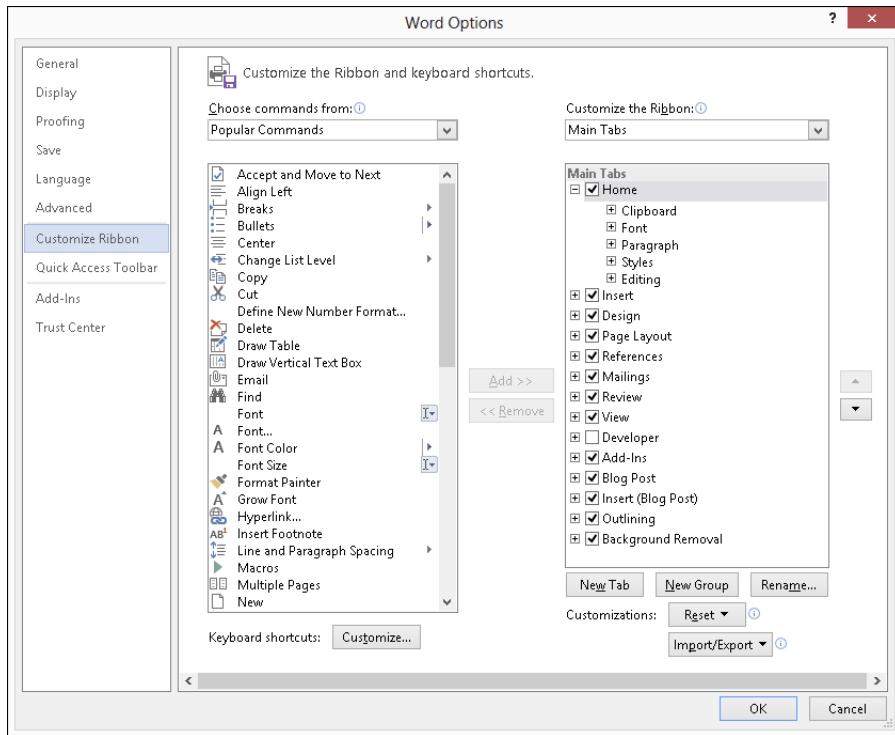 Word Options
?
General
Display
Proofing
Save
Language
Advanced
Customize Ribbon
Quick Access Toolbar
Add-Ins
Trust Center
Customize the Ribbon and keyboard shortcuts.
Choose commands from:
Popular Commands
Accept and Move to Next
Align Left
Breaks
Bullets
Center
Change List Level
Copy
Cut
Define New Number Format...
Delete
Draw Table
Draw Vertical Text Box
Email
Find
Font
Font...
Font Color
Font Size
Format Painter
Grow Font
Hyperlink...
Insert Footnote
Line and Paragraph Spacing
Macros
Multiple Pages
New
Keyboard shortcuts: Customize...
Add >>
<< Remove
Customize the Ribbon:
Main Tabs
Main Tabs
Home
Clipboard
Font
Paragraph
Styles
Editing
Insert
Design
Page Layout
References
Mailings
Review
View
Developer
Add-Ins
Blog Post
Insert (Blog Post)
Outlining
Background Removal
New Tab New Group Rename...
Customizations: Reset
Import/Export
OK Cancel